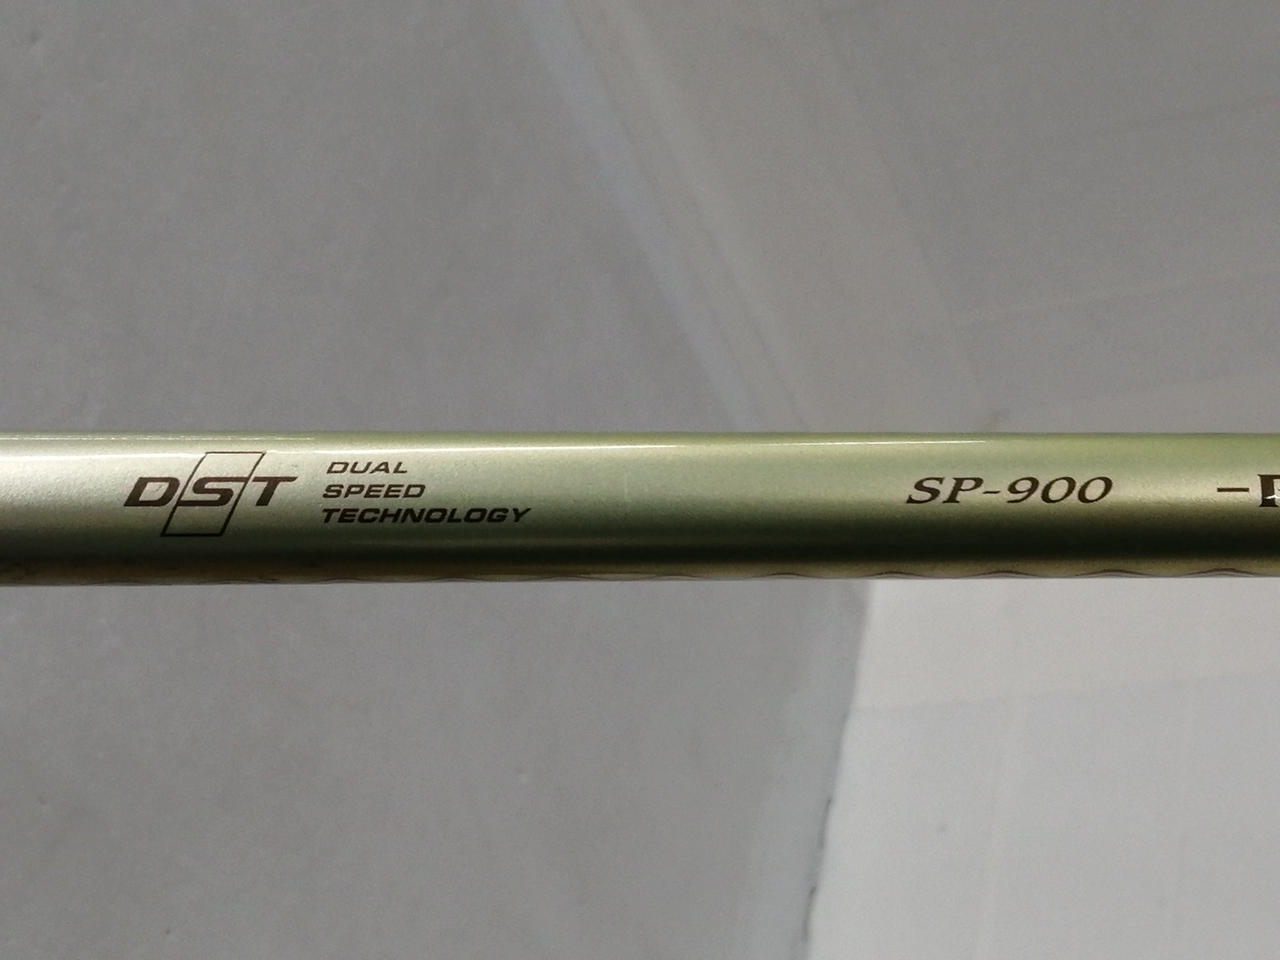 DST
DUAL
SPEED
TECHNOLOGY
SP-900